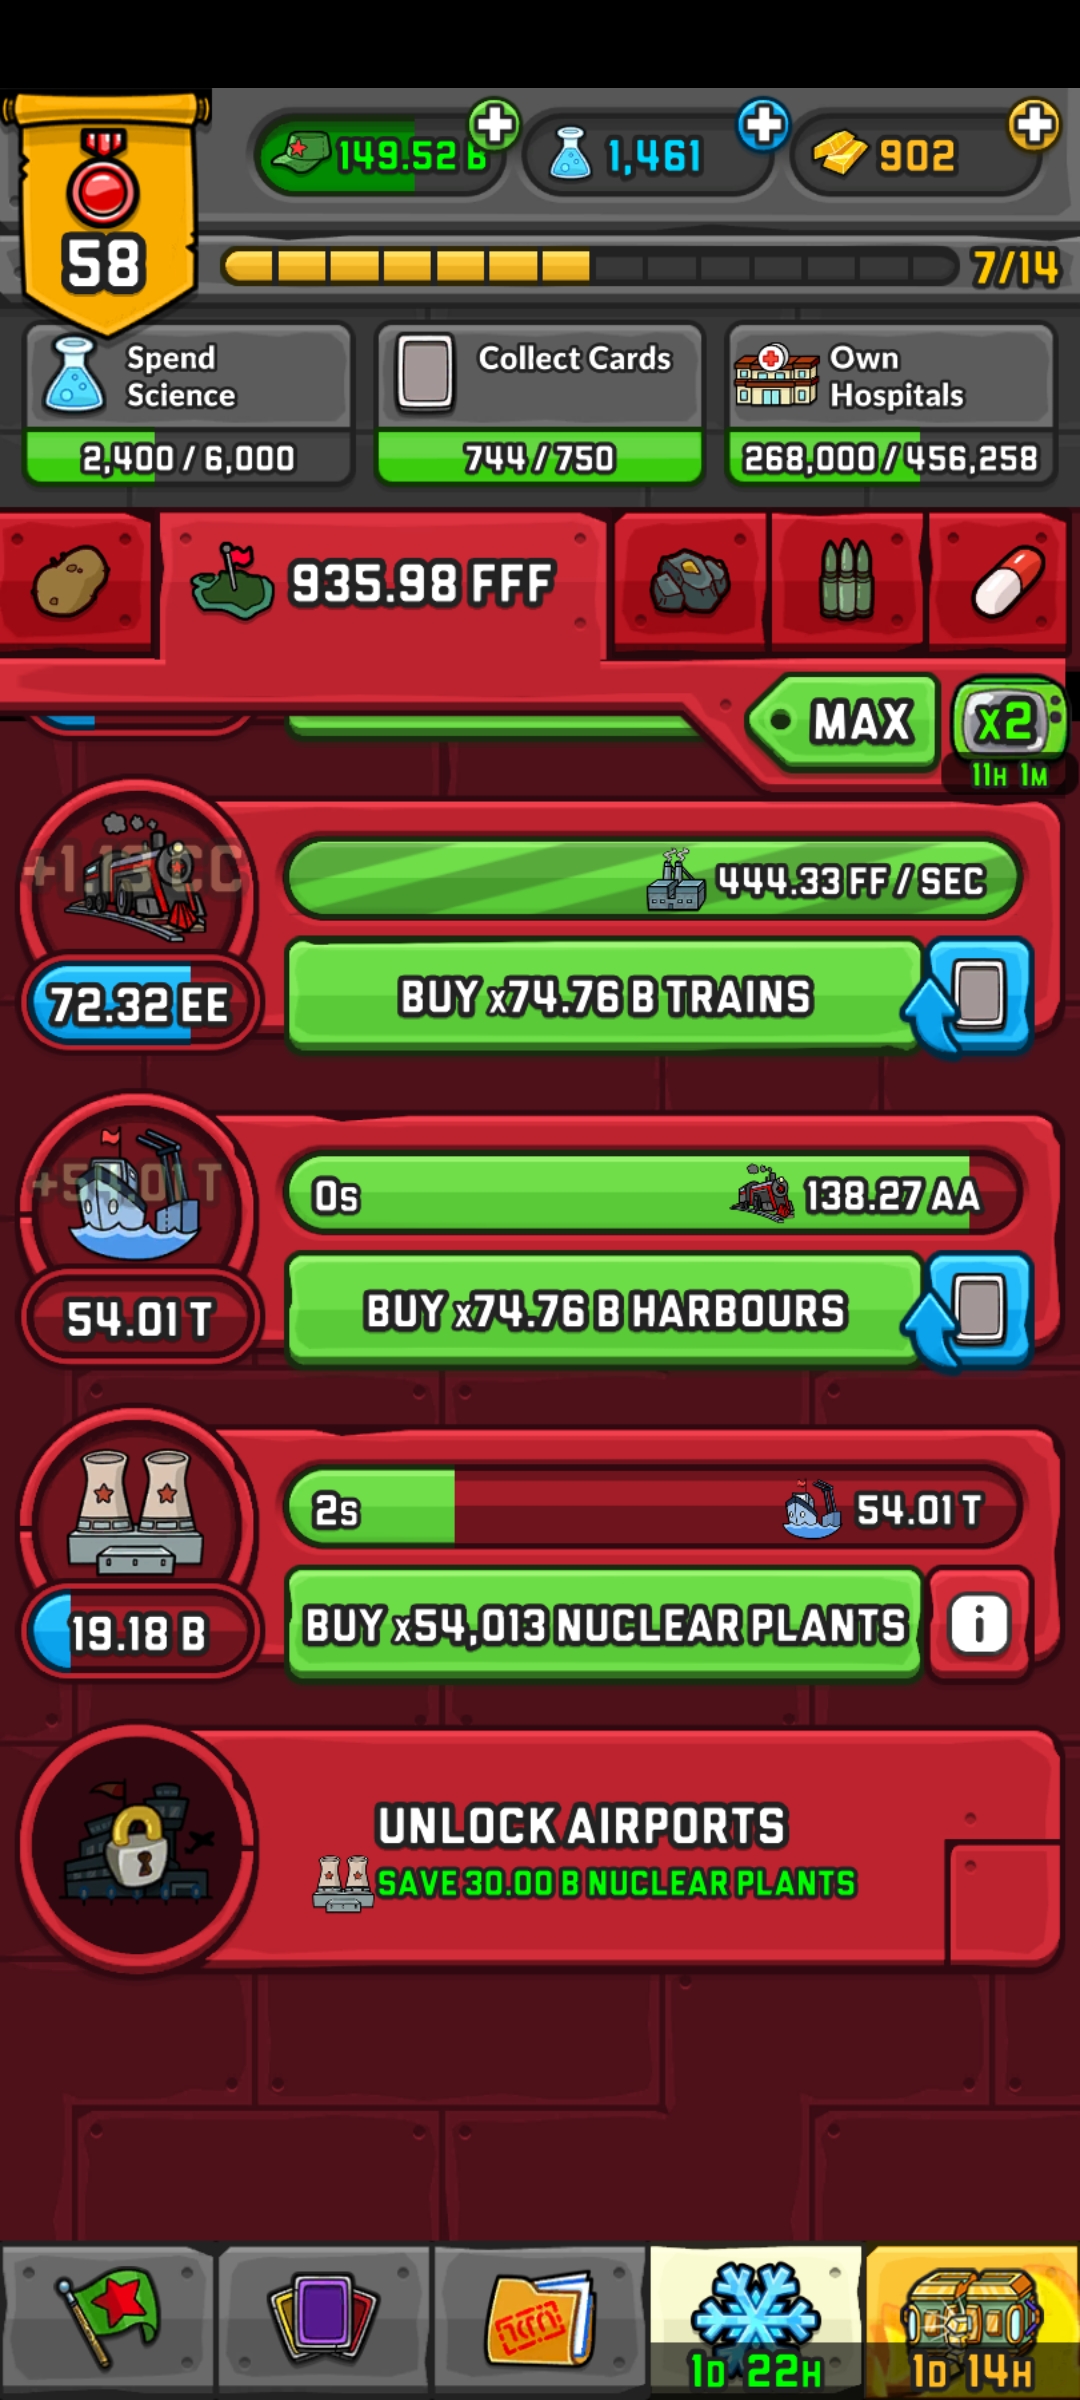 149.52 B
1,461
902
58
7/14
Spend
Science
2,400 / 6,000
Collect Cards
744 / 750
Own
Hospitals
268,000 / 456,258
935.98 FFF
MAX
x2
11H 1M
444.33 FF / SEC
72.32 EE
BUY x74.76 B TRAINS
+54.01 T
0s
138.27 AA
54.01 T
BUY x74.76 B HARBOURS
2s
54.01 T
19.18 B
BUY x54,013 NUCLEAR PLANTS
i
UNLOCK AIRPORTS
SAVE 30.00 B NUCLEAR PLANTS
1D 22H
1D 14H